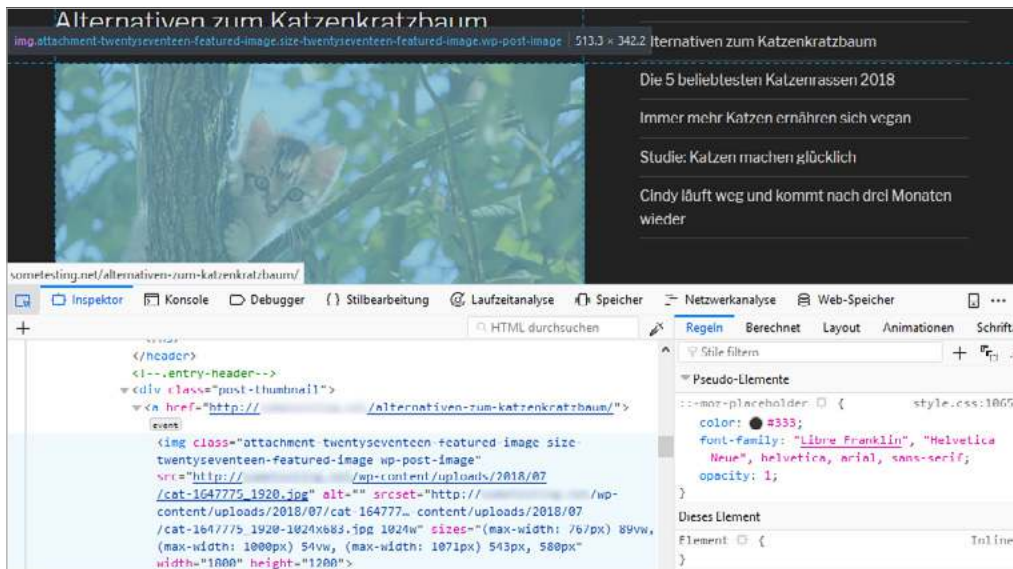 Alternativen zum Katzenkratzbaum
img.attachment-twentyseventeen-featured-image.size-twentyseventeen-featured-image.wp-post-image | 513.3 × 342.2
lternativen zum Katzenkratzbaum
Die 5 beliebtesten Katzenrassen 2018
Immer mehr Katzen ernähren sich vegan
Studie: Katzen machen glücklich
Cindy läuft weg und kommt nach drei Monaten
wieder
sometesting.net/alternativen-zum-katzenkratzbaum/
Inspektor Konsole Debugger {} Stilbearbeitung Laufzeitanalyse Speicher Netzwerkanalyse Web-Speicher
+ HTML durchsuchen
</header>
<!--.entry-header-->
<div class="post-thumbnail">
<a href="http:// /alternativen-zum-katzenkratzbaum/">
event
<img class="attachment-twentyseventeen-featured-image size-
twentyseventeen-featured-image wp-post-image"
src="http:// /wp-content/uploads/2018/07
/cat-1647775_1920.jpg" alt="" srcset="http:// /wp-
content/uploads/2018/07/cat-164777… content/uploads/2018/07
/cat-1647775_1920-1024x683.jpg 1024w" sizes="(max-width: 767px) 89vw,
(max-width: 1000px) 54vw, (max-width: 1071px) 543px, 580px"
width="1800" height="1200">
Regeln Berechnet Layout Animationen Schrift
Stile filtern +
Pseudo-Elemente
::-moz-placeholder { style.css:1065
color: #333;
font-family: "Libre Franklin", "Helvetica
Neue", helvetica, arial, sans-serif;
opacity: 1;
}
Dieses Element
Element { Inline
}